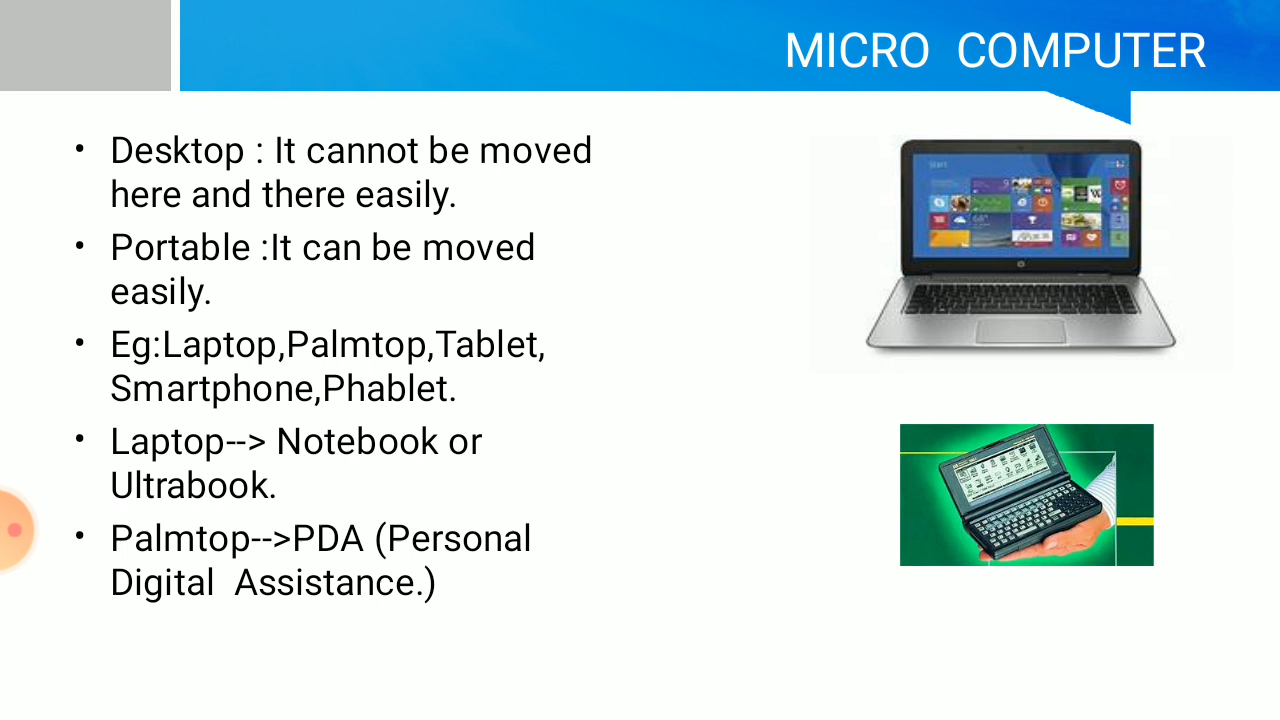 MICRO COMPUTER
• Desktop : It cannot be moved
here and there easily.
• Portable :It can be moved
easily.
• Eg:Laptop,Palmtop,Tablet,
Smartphone,Phablet.
• Laptop--> Notebook or
Ultrabook.
• Palmtop-->PDA (Personal
Digital Assistance.)
Start